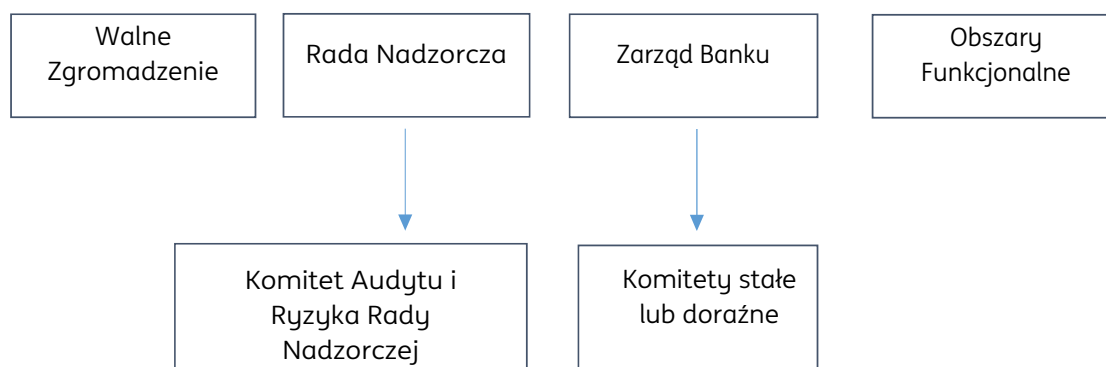 Walne
Zgromadzenie
Rada Nadzorcza
Zarząd Banku
Obszary
Funkcjonalne
Komitet Audytu i
Ryzyka Rady
Nadzorczej
Komitety stałe
lub doraźne